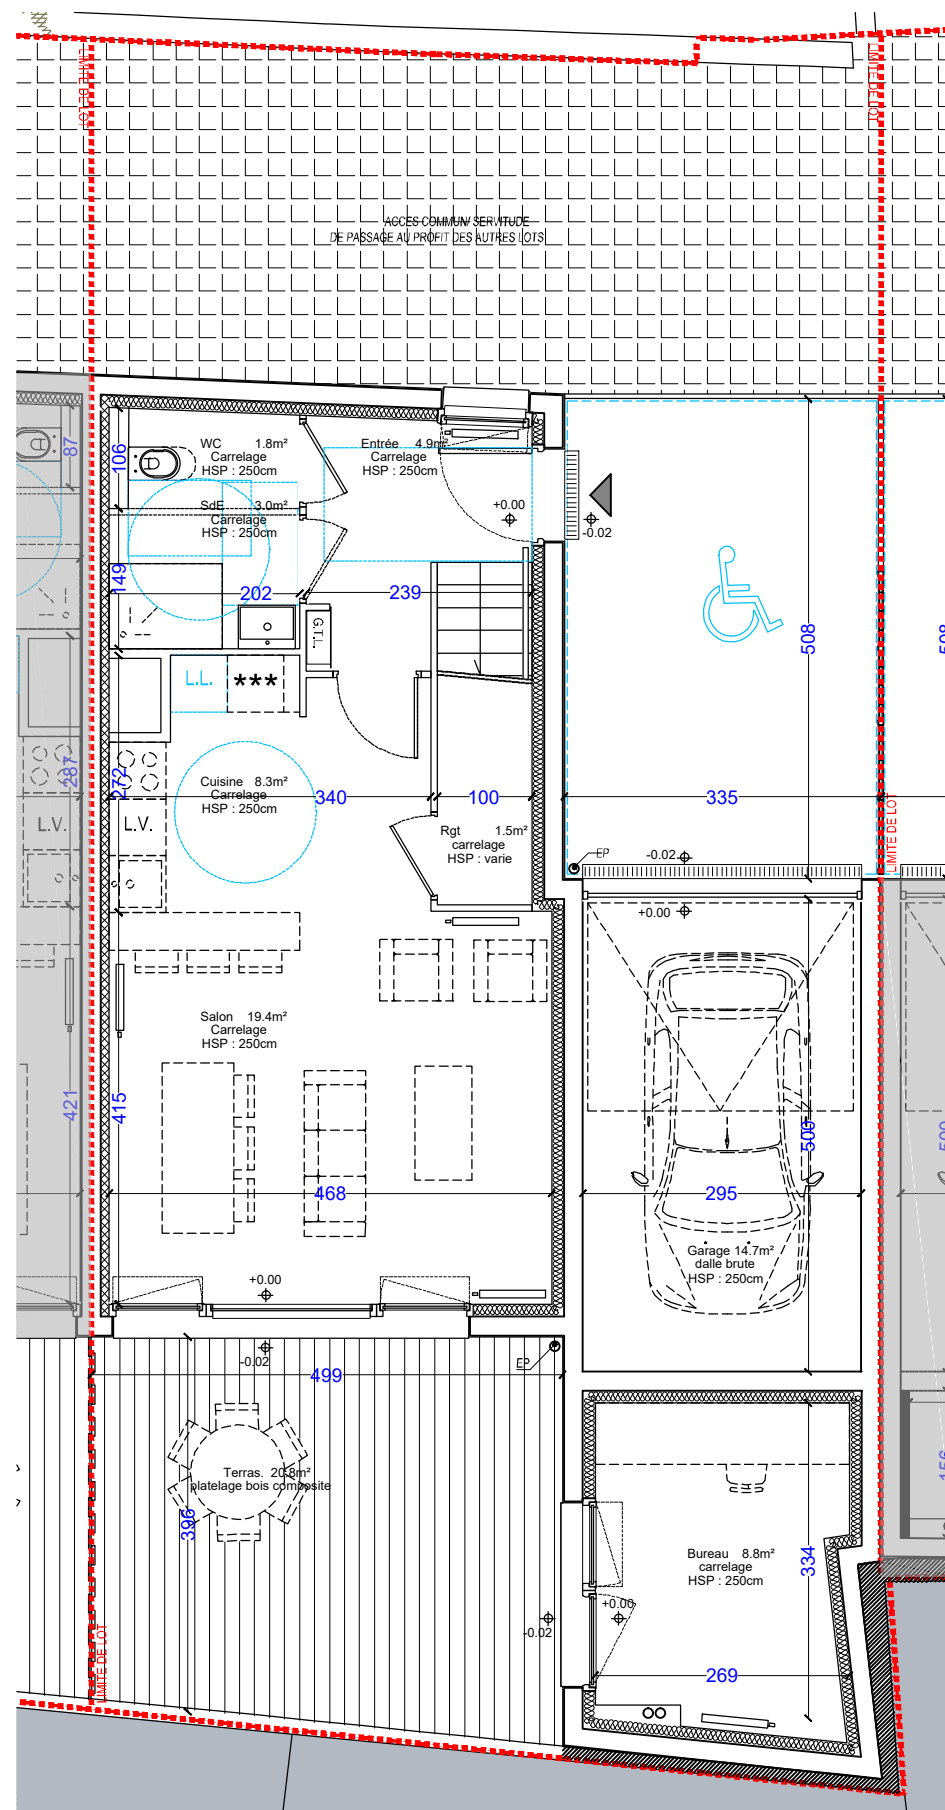 LIMITE DE LOT
LIMITE DE LOT
ACCES COMMUN/ SERVITUDE
DE PASSAGE AU PROFIT DES AUTRES LOTS
87
106
WC 1.8m²
Carrelage
HSP : 250cm
Entrée 4.9m²
Carrelage
HSP : 250cm
SdE 3.0m²
Carrelage
HSP : 250cm
+0.00
-0.02
149
202
239
G.T.L.
508
508
L.L.
***
287
272
Cuisine 8.3m²
Carrelage
HSP : 250cm
340
100
335
L.V.
L.V.
Rgt 1.5m²
carrelage
HSP : varie
LIMITE DE LOT
EP
-0.02
+0.00
Salon 19.4m²
Carrelage
HSP : 250cm
421
415
500
500
468
295
Garage 14.7m²
dalle brute
HSP : 250cm
+0.00
-0.02
EP
499
Terras. 20.8m²
platelage bois composite
396
156
Bureau 8.8m²
carrelage
HSP : 250cm
334
+0.00
-0.02
LIMITE DE LOT
269